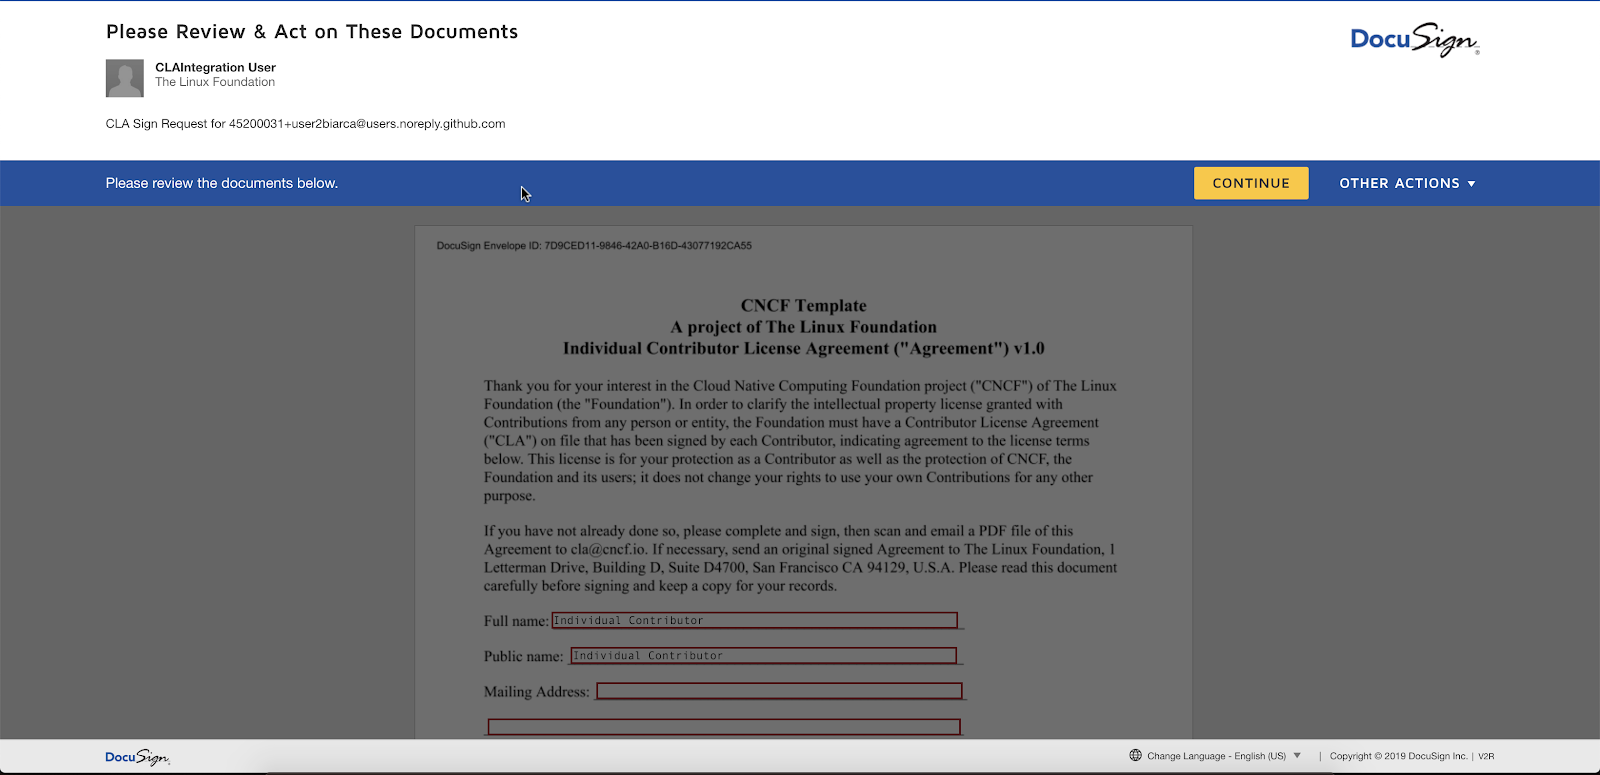 Please Review & Act on These Documents
DocuSign
CLAIntegration User
The Linux Foundation
CLA Sign Request for 45200031+user2biarca@users.noreply.github.com
Please review the documents below.
CONTINUE
OTHER ACTIONS
DocuSign Envelope ID: 7D9CED11-9846-42A0-B16D-43077192CA55
CNCF Template
A project of The Linux Foundation
Individual Contributor License Agreement ("Agreement") v1.0
Thank you for your interest in the Cloud Native Computing Foundation project ("CNCF") of The Linux
Foundation (the "Foundation"). In order to clarify the intellectual property license granted with
Contributions from any person or entity, the Foundation must have a Contributor License Agreement
("CLA") on file that has been signed by each Contributor, indicating agreement to the license terms
below. This license is for your protection as a Contributor as well as the protection of CNCF, the
Foundation and its users; it does not change your rights to use your own Contributions for any other
purpose.
If you have not already done so, please complete and sign, then scan and email a PDF file of this
Agreement to cla@cncf.io. If necessary, send an original signed Agreement to The Linux Foundation, 1
Letterman Drive, Building D, Suite D4700, San Francisco CA 94129, U.S.A. Please read this document
carefully before signing and keep a copy for your records.
Full name: Individual Contributor
Public name: Individual Contributor
Mailing Address:
DocuSign
Change Language - English (US) | Copyright © 2019 DocuSign Inc. | V2R